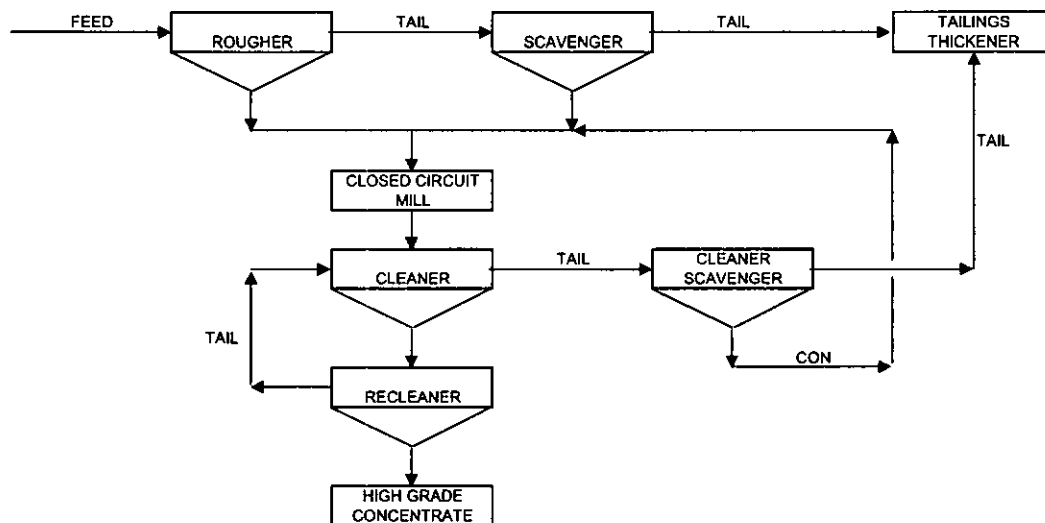 FEED
TAIL
TAIL
TAILINGS
THICKENER
ROUGHER
SCAVENGER
TAIL
CLOSED CIRCUIT
MILL
CLEANER
TAIL
CLEANER
SCAVENGER
TAIL
CON
RECLEANER
HIGH GRADE
CONCENTRATE